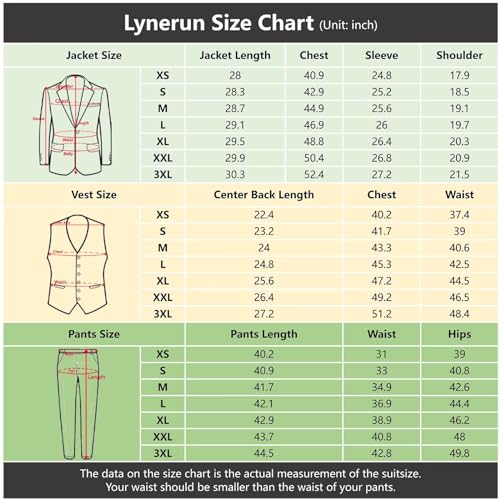 Lynerun Size Chart (Unit: inch)
Jacket Size Jacket Length Chest Sleeve Shoulder
XS 28 40.9 24.8 17.9
S 28.3 42.9 25.2 18.5
M 28.7 44.9 25.6 19.1
L 29.1 46.9 26 19.7
XL 29.5 48.8 26.4 20.3
XXL 29.9 50.4 26.8 20.9
3XL 30.3 52.4 27.2 21.5
Shoulder
Chest
Sleeve
Length
Waist
Belly
Vest Size Center Back Length Chest Waist
XS 22.4 40.2 37.4
S 23.2 41.7 39
M 24 43.3 40.6
L 24.8 45.3 42.5
XL 25.6 47.2 44.5
XXL 26.4 49.2 46.5
3XL 27.2 51.2 48.4
Chest
Waist
Pants Size Pants Length Waist Hips
XS 40.2 31 39
S 40.9 33 40.8
M 41.7 34.9 42.6
L 42.1 36.9 44.4
XL 42.9 38.9 46.2
XXL 43.7 40.8 48
3XL 44.5 42.8 49.8
Length
The data on the size chart is the actual measurement of the suitsize.
Your waist should be smaller than the waist of your pants.